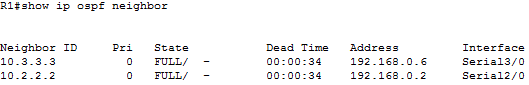 R1#show ip ospf neighbor
Neighbor ID     Pri   State           Dead Time   Address         Interface
10.3.3.3          0   FULL/  -        00:00:34    192.168.0.6     Serial3/0
10.2.2.2          0   FULL/  -        00:00:34    192.168.0.2     Serial2/0